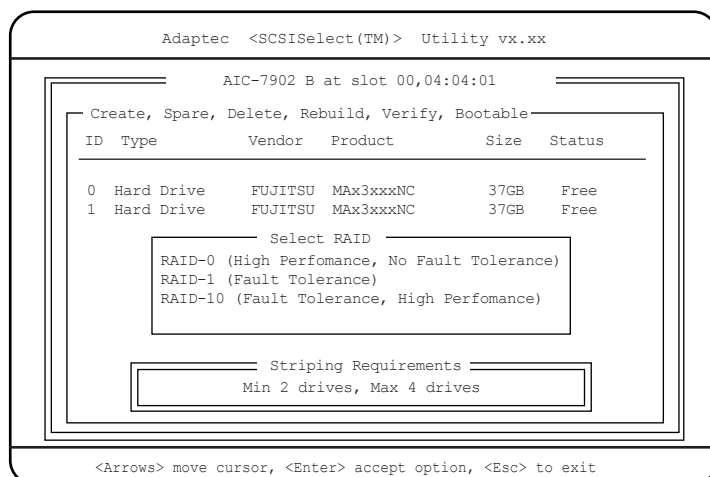 Adaptec <SCSISelect(TM)> Utility vx.xx
AIC-7902 B at slot 00,04:04:01
Create, Spare, Delete, Rebuild, Verify, Bootable
ID Type Vendor Product Size Status
0 Hard Drive FUJITSU MAx3xxxNC 37GB Free
1 Hard Drive FUJITSU MAx3xxxNC 37GB Free
Select RAID
RAID-0 (High Perfomance, No Fault Tolerance)
RAID-1 (Fault Tolerance)
RAID-10 (Fault Tolerance, High Perfomance)
Striping Requirements
Min 2 drives, Max 4 drives
<Arrows> move cursor, <Enter> accept option, <Esc> to exit